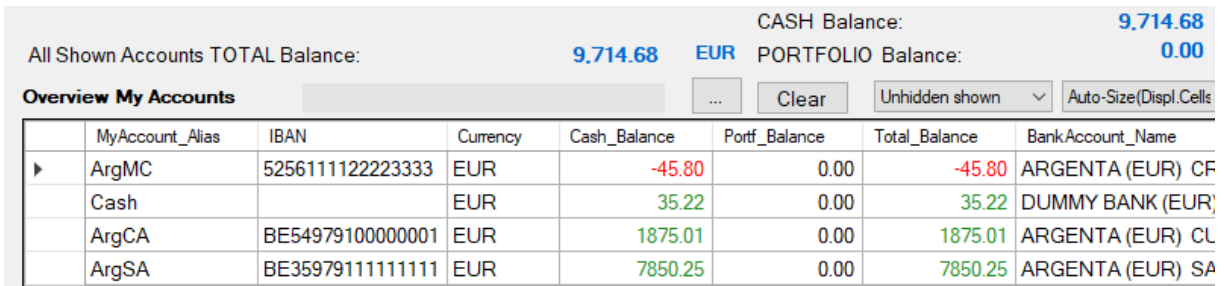 CASH Balance: 9,714.68
All Shown Accounts TOTAL Balance: 9,714.68 EUR PORTFOLIO Balance: 0.00
Overview My Accounts ... Clear Unhidden shown Auto-Size(Displ.Cells
MyAccount_Alias IBAN Currency Cash_Balance Portf_Balance Total_Balance BankAccount_Name
ArgMC 5256111122223333 EUR -45.80 0.00 -45.80 ARGENTA (EUR) CR
Cash EUR 35.22 0.00 35.22 DUMMY BANK (EUR)
ArgCA BE54979100000001 EUR 1875.01 0.00 1875.01 ARGENTA (EUR) CU
ArgSA BE35979111111111 EUR 7850.25 0.00 7850.25 ARGENTA (EUR) SA